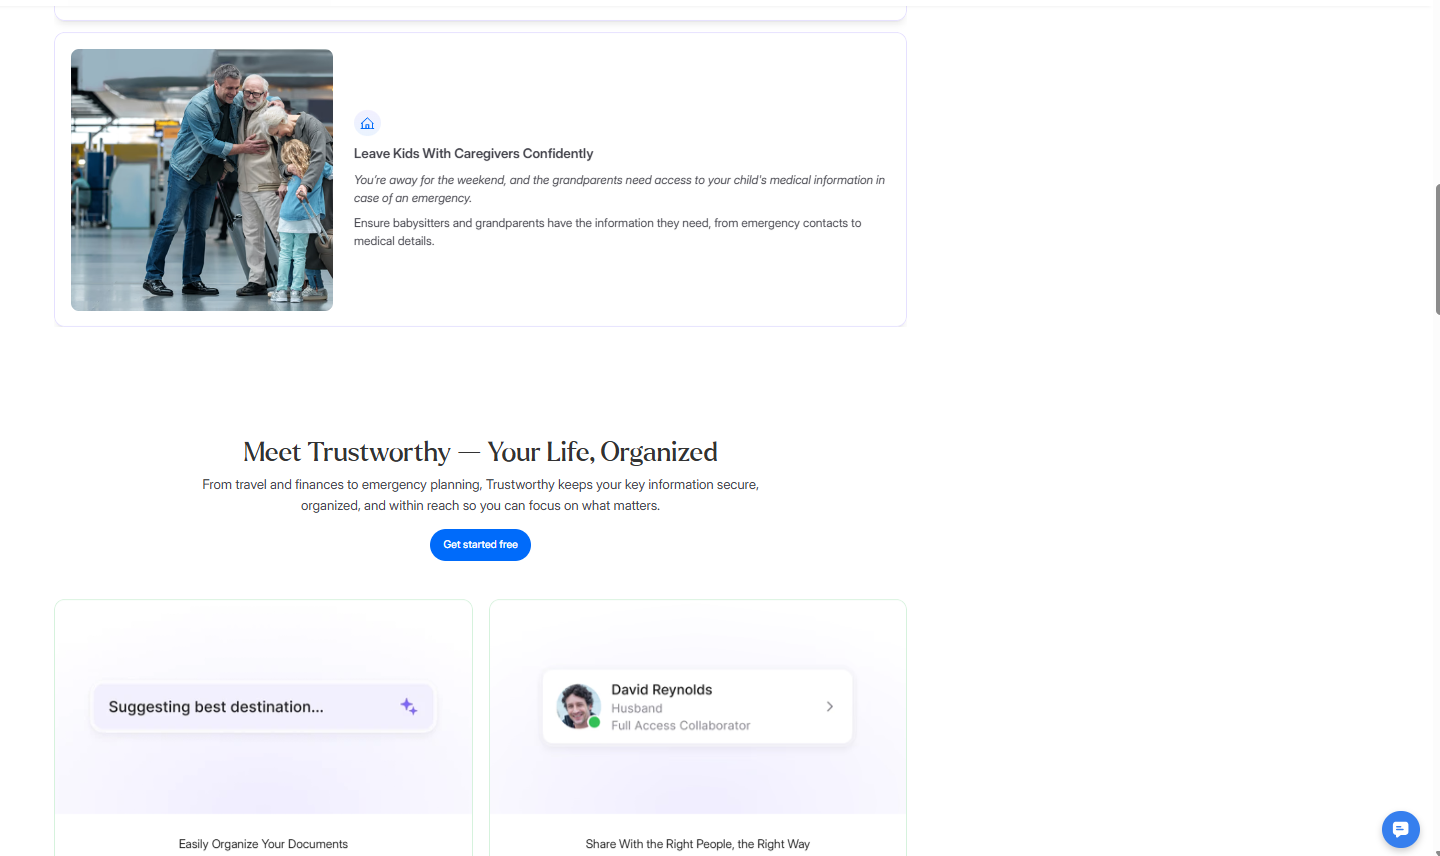 Leave Kids With Caregivers Confidently
You're away for the weekend, and the grandparents need access to your child's medical information in
case of an emergency.
Ensure babysitters and grandparents have the information they need, from emergency contacts to
medical details.
Meet Trustworthy — Your Life, Organized
From travel and finances to emergency planning, Trustworthy keeps your key information secure,
organized, and within reach so you can focus on what matters.
Get started free
Suggesting best destination...
David Reynolds
Husband
Full Access Collaborator
Easily Organize Your Documents
Share With the Right People, the Right Way